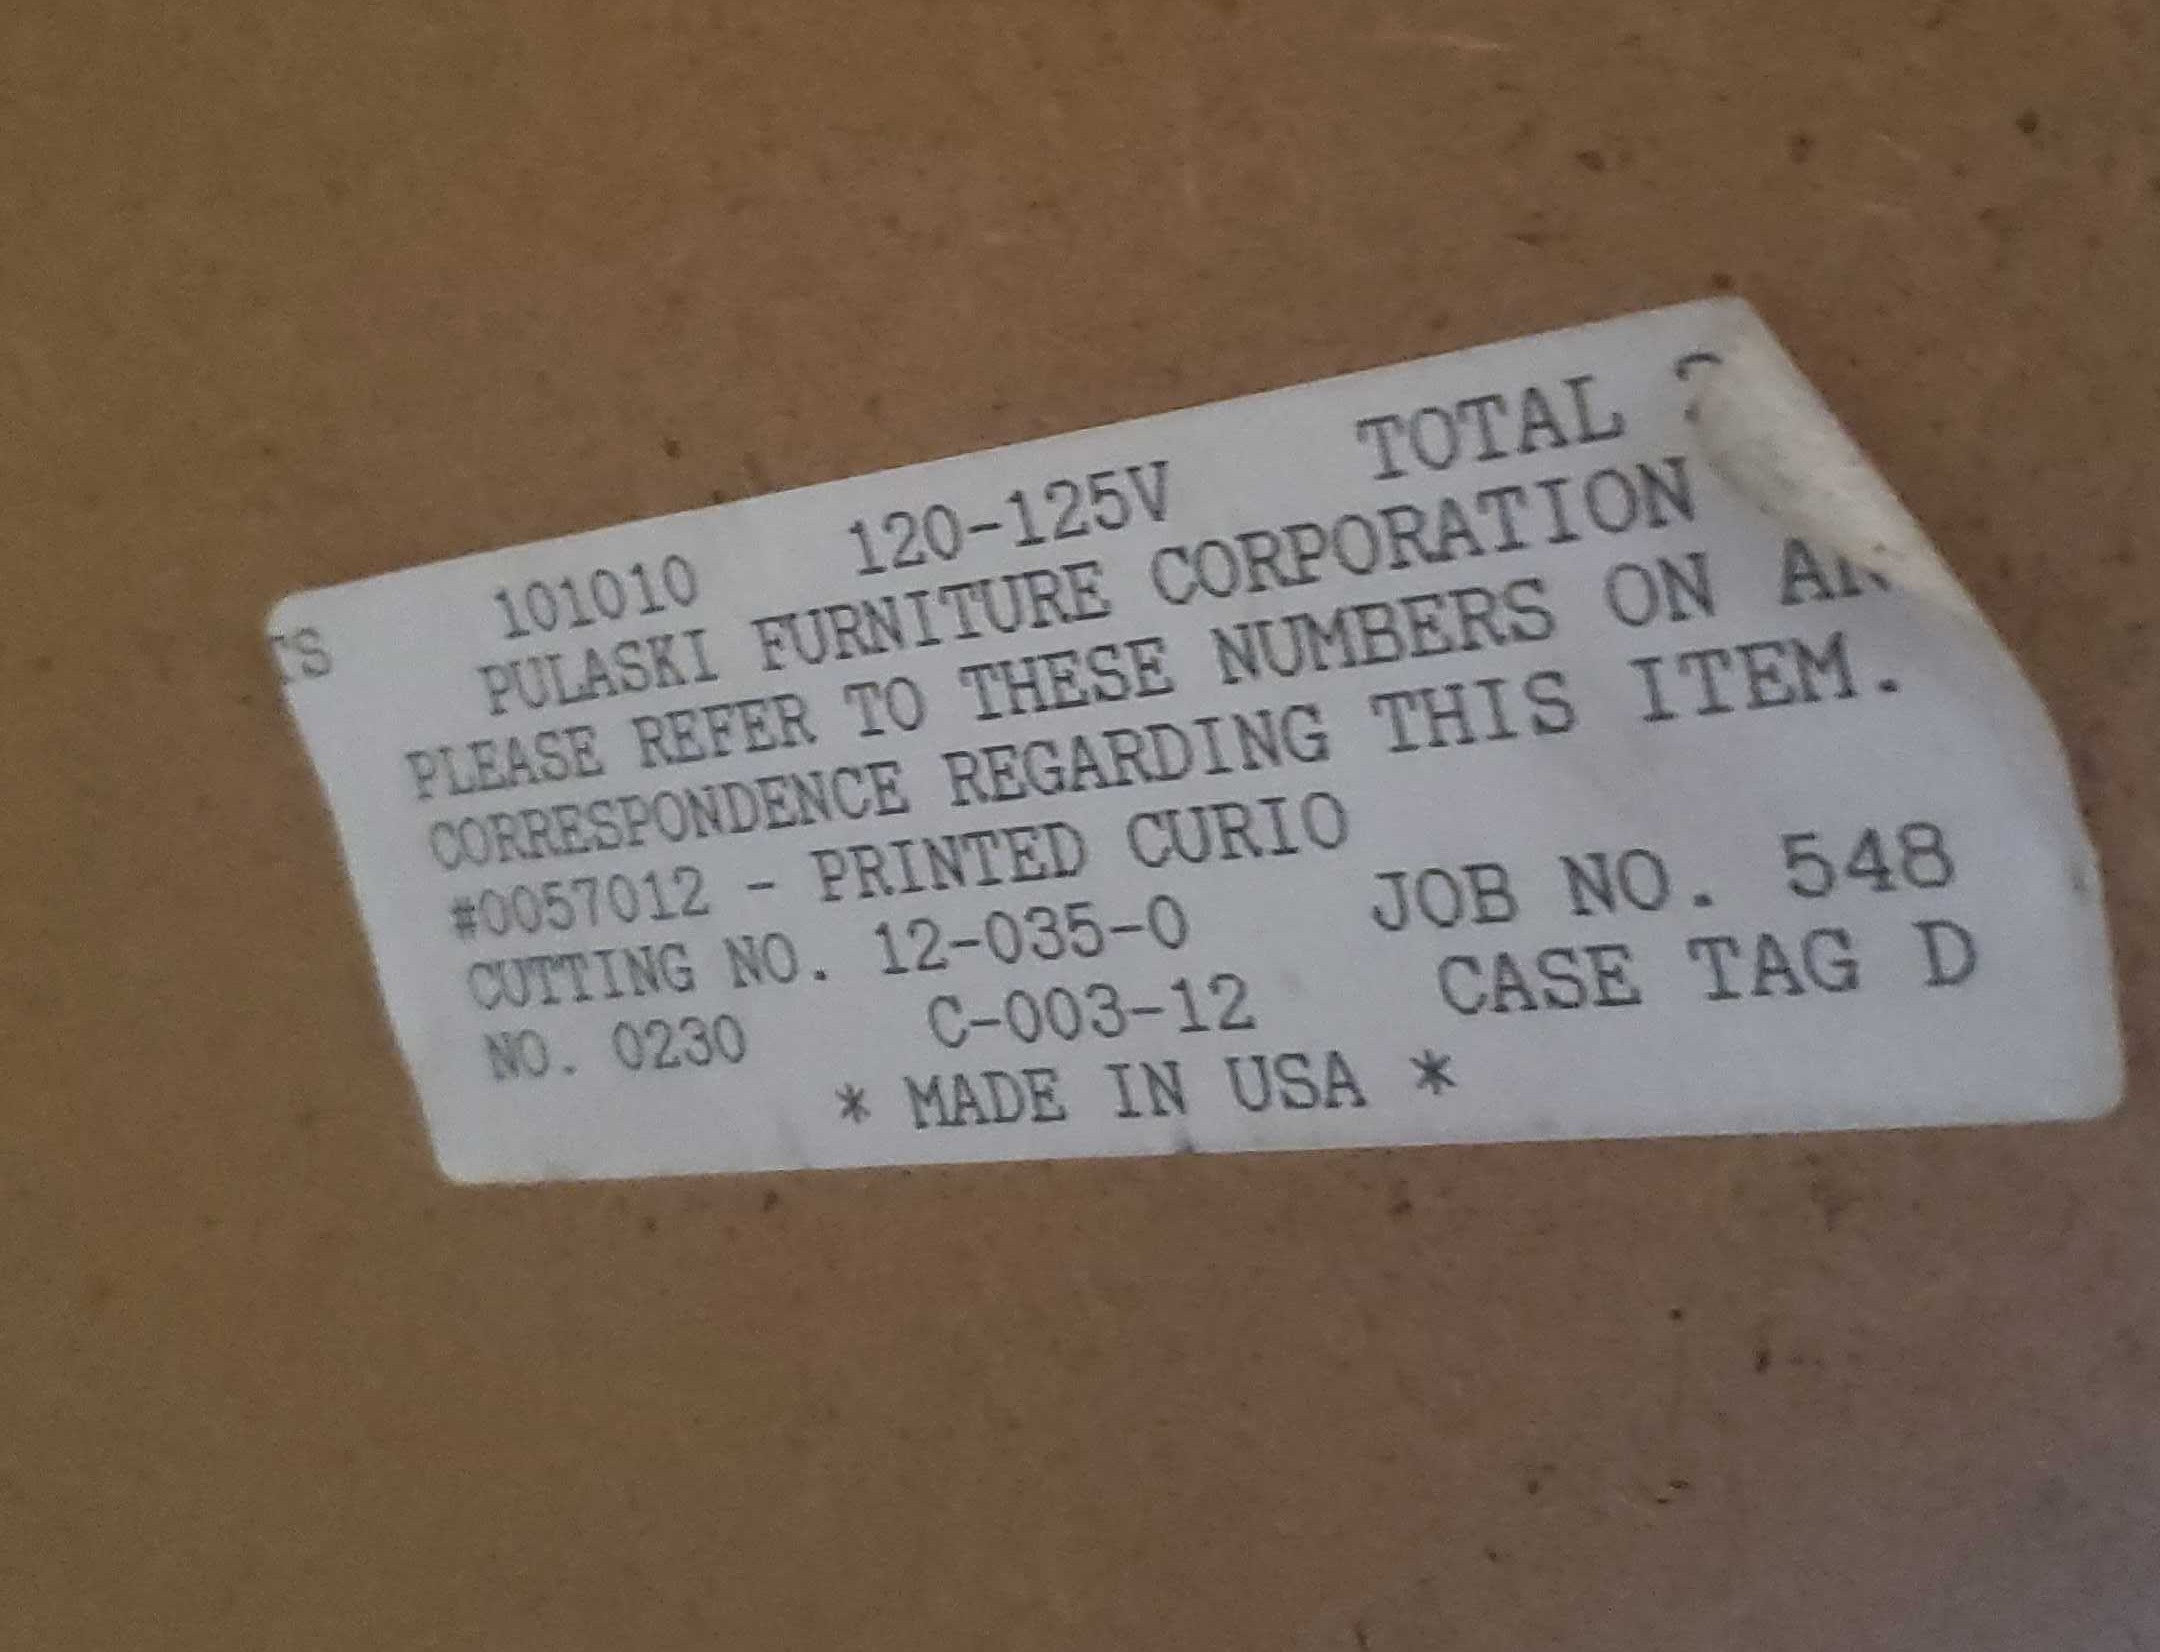 101010 120-125V TOTAL
PULASKI FURNITURE CORPORATION
PLEASE REFER TO THESE NUMBERS ON
CORRESPONDENCE REGARDING THIS ITEM.
#0057012 - PRINTED CURIO
CUTTING NO. 12-035-0 JOB NO. 548
NO. 0230 C-003-12 CASE TAG D
* MADE IN USA *